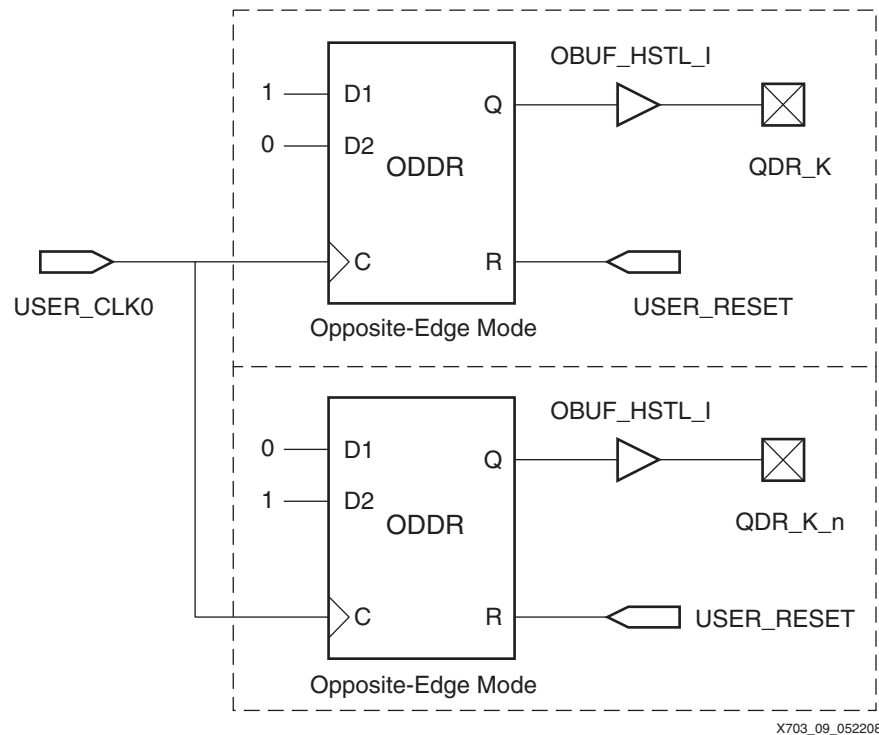 OBUF_HSTL_I
1 D1 Q
0 D2
ODDR
QDR_K
C R
USER_CLK0
USER_RESET
Opposite-Edge Mode
OBUF_HSTL_I
0 D1 Q
1 D2
ODDR
QDR_K_n
C R USER_RESET
Opposite-Edge Mode
X703_09_052208